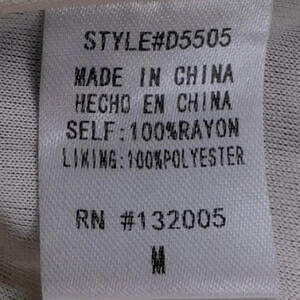 STYLE#D5505
MADE IN CHINA
HECHO EN CHINA
SELF:100%RAYON
LINING:100%POLYESTER
RN #132005
M